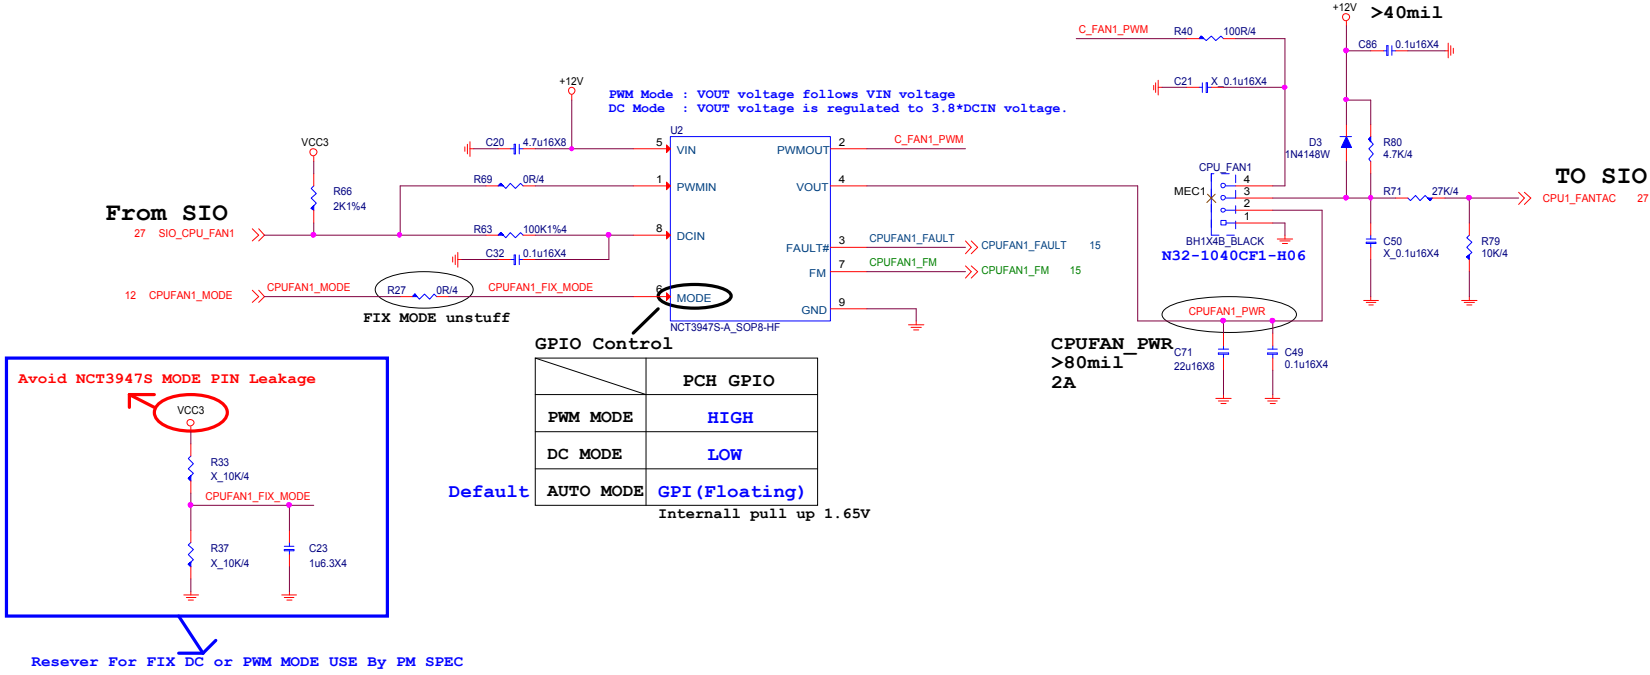 +12V
>40mil
C_FAN1_PWM
R40
100R/4
C86
0.1u16X4
C21
X_0.1u16X4
+12V
PWM Mode : VOUT voltage follows VIN voltage
DC Mode : VOUT voltage is regulated to 3.8*DCIN voltage.
U2
C20
4.7u16X8
5
VIN
PWMOUT
2
C_FAN1_PWM
VCC3
R66
2K1%4
R69
0R/4
1
PWMIN
VOUT
4
D3
1N4148W
R80
4.7K/4
CPU_FAN1
MEC1
4
3
2
1
BH1X4B_BLACK
N32-1040CF1-H06
R71
27K/4
TO SIO
CPU1_FANTAC
27
From SIO
27
SIO_CPU_FAN1
R63
100K1%4
8
DCIN
C32
0.1u16X4
FAULT#
3
CPUFAN1_FAULT
CPUFAN1_FAULT
15
FM
7
CPUFAN1_FM
CPUFAN1_FM
15
C50
X_0.1u16X4
R79
10K/4
12
CPUFAN1_MODE
CPUFAN1_MODE
R27
0R/4
CPUFAN1_FIX_MODE
6
MODE
GND
9
FIX MODE unstuff
NCT3947S-A_SOP8-HF
CPUFAN1_PWR
CPUFAN_PWR
>80mil
2A
C71
22u16X8
C49
0.1u16X4
GPIO Control
PCH GPIO
PWM MODE
HIGH
DC MODE
LOW
Default
AUTO MODE
GPI(Floating)
Internall pull up 1.65V
Avoid NCT3947S MODE PIN Leakage
VCC3
R33
X_10K/4
CPUFAN1_FIX_MODE
R37
X_10K/4
C23
1u6.3X4
Resever For FIX DC or PWM MODE USE By PM SPEC